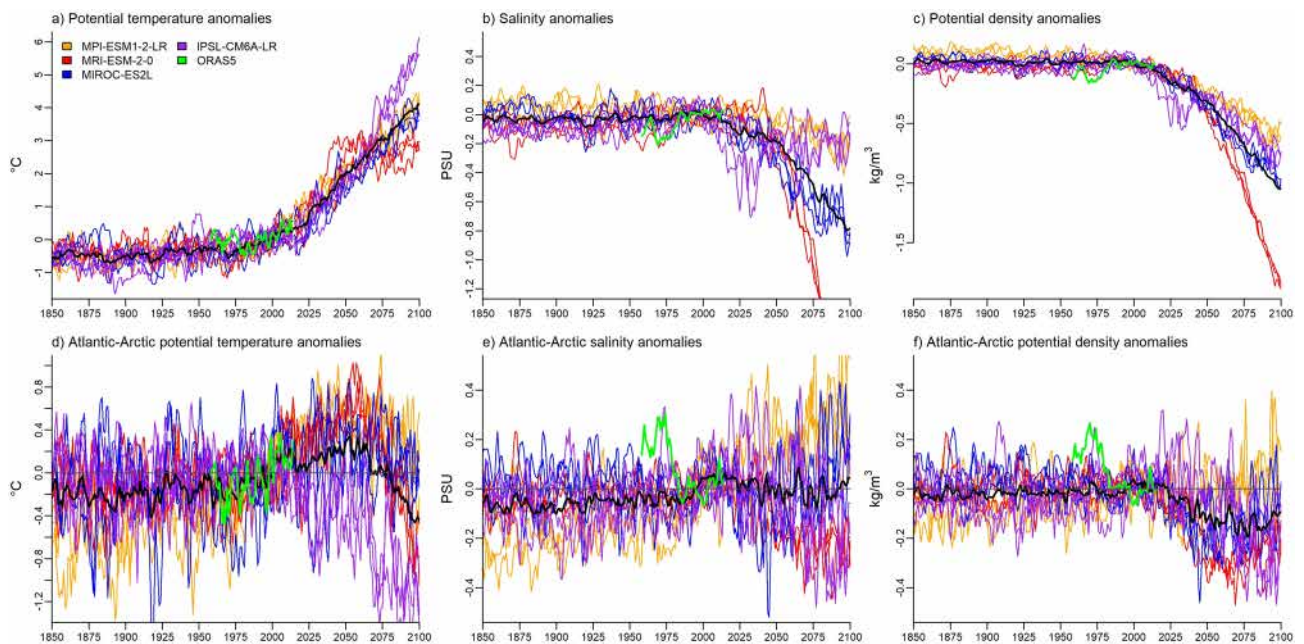 a) Potential temperature anomalies
MPI-ESM1-2-LR
MRI-ESM-2-0
MIROC-ES2L
IPSL-CM6A-LR
ORAS5
°C
6
5
4
3
2
1
0
-1
1850 1875 1900 1925 1950 1975 2000 2025 2050 2075 2100
b) Salinity anomalies
PSU
0.4
0.2
0.0
-0.2
-0.4
-0.6
-0.8
-1.0
-1.2
1850 1875 1900 1925 1950 1975 2000 2025 2050 2075 2100
c) Potential density anomalies
kg/m³
0.0
-0.5
-1.0
-1.5
1850 1875 1900 1925 1950 1975 2000 2025 2050 2075 2100
d) Atlantic-Arctic potential temperature anomalies
°C
0.8
0.4
0.0
-0.4
-0.8
-1.2
1850 1875 1900 1925 1950 1975 2000 2025 2050 2075 2100
e) Atlantic-Arctic salinity anomalies
PSU
0.4
0.2
0.0
-0.2
-0.4
1850 1875 1900 1925 1950 1975 2000 2025 2050 2075 2100
f) Atlantic-Arctic potential density anomalies
kg/m³
0.4
0.2
0.0
-0.2
-0.4
1850 1875 1900 1925 1950 1975 2000 2025 2050 2075 2100